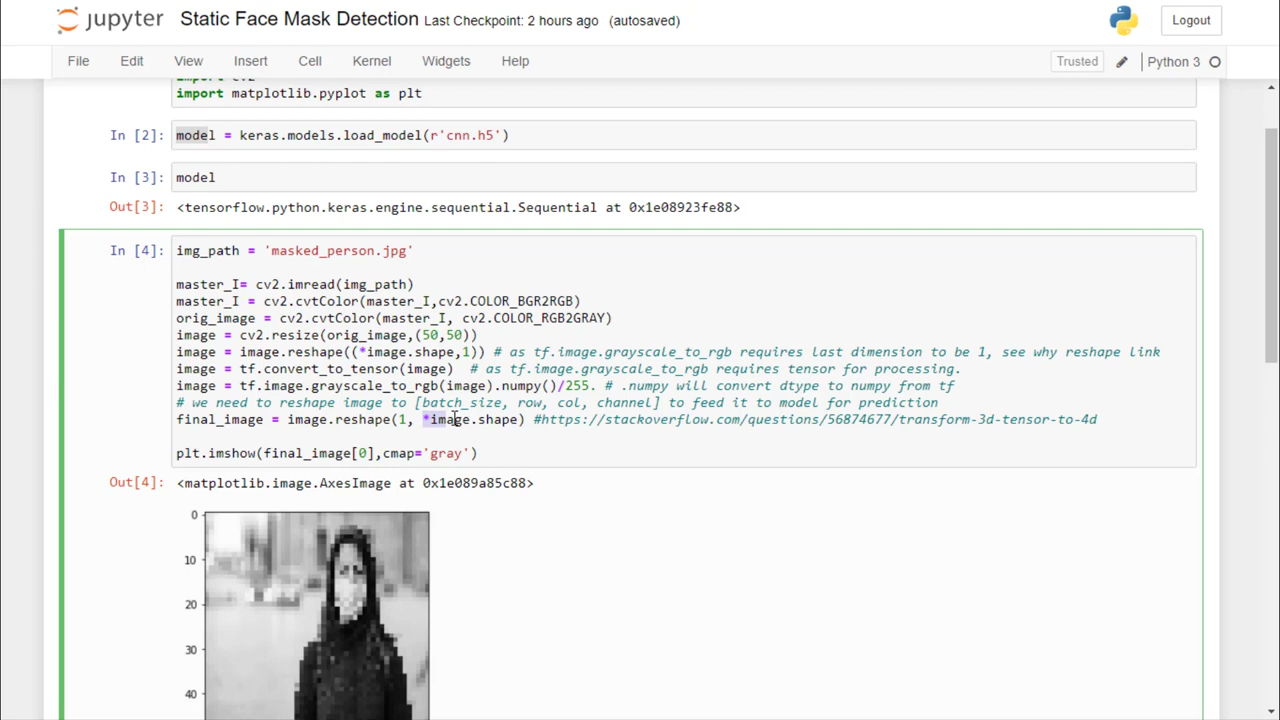 jupyter Static Face Mask Detection Last Checkpoint: 2 hours ago (autosaved) Logout
File Edit View Insert Cell Kernel Widgets Help Trusted Python 3
import cv2
import matplotlib.pyplot as plt
In [2]: model = keras.models.load_model(r'cnn.h5')
In [3]: model
Out[3]: <tensorflow.python.keras.engine.sequential.Sequential at 0x1e08923fe88>
In [4]: img_path = 'masked_person.jpg'
master_I= cv2.imread(img_path)
master_I = cv2.cvtColor(master_I,cv2.COLOR_BGR2RGB)
orig_image = cv2.cvtColor(master_I, cv2.COLOR_RGB2GRAY)
image = cv2.resize(orig_image,(50,50))
image = image.reshape((*image.shape,1)) # as tf.image.grayscale_to_rgb requires last dimension to be 1, see why reshape link
image = tf.convert_to_tensor(image)  # as tf.image.grayscale_to_rgb requires tensor for processing.
image = tf.image.grayscale_to_rgb(image).numpy()/255. # .numpy will convert dtype to numpy from tf
# we need to reshape image to [batch_size, row, col, channel] to feed it to model for prediction
final_image = image.reshape(1, *image.shape) #https://stackoverflow.com/questions/56874677/transform-3d-tensor-to-4d
plt.imshow(final_image[0],cmap='gray')
Out[4]: <matplotlib.image.AxesImage at 0x1e089a85c88>
0
10
20
30
40